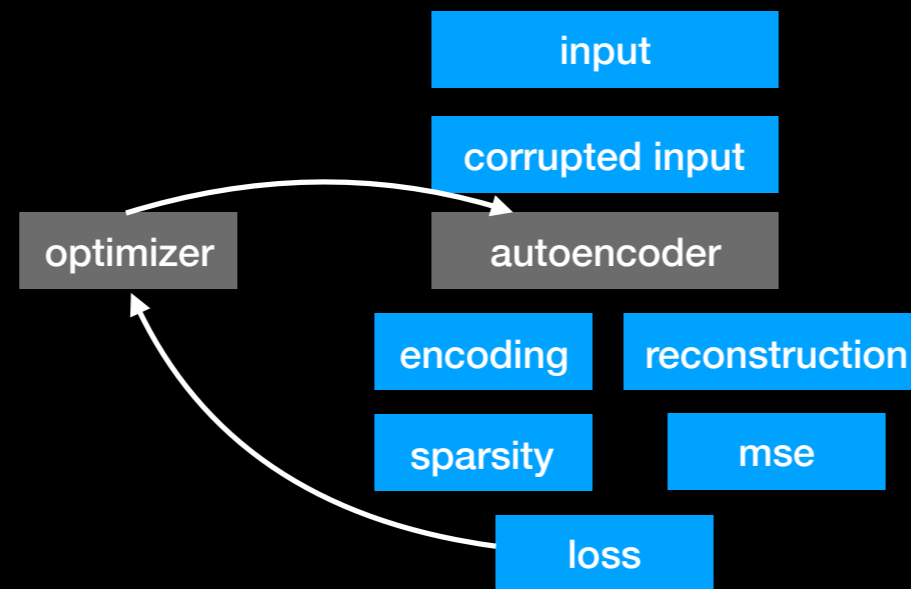 input
corrupted input
optimizer
autoencoder
encoding
reconstruction
sparsity
mse
loss